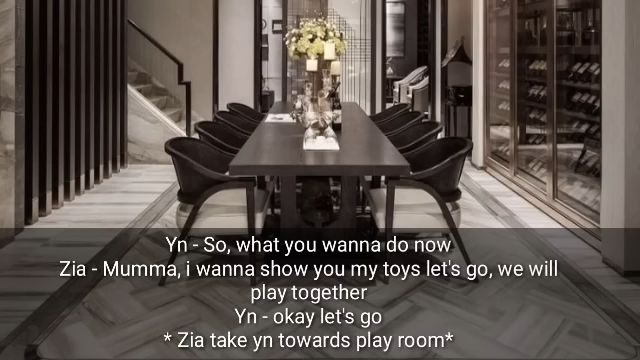 Yn - So, what you wanna do now
Zia - Mumma, i wanna show you my toys let's go, we will
play together
Yn - okay let's go
* Zia take yn towards play room*